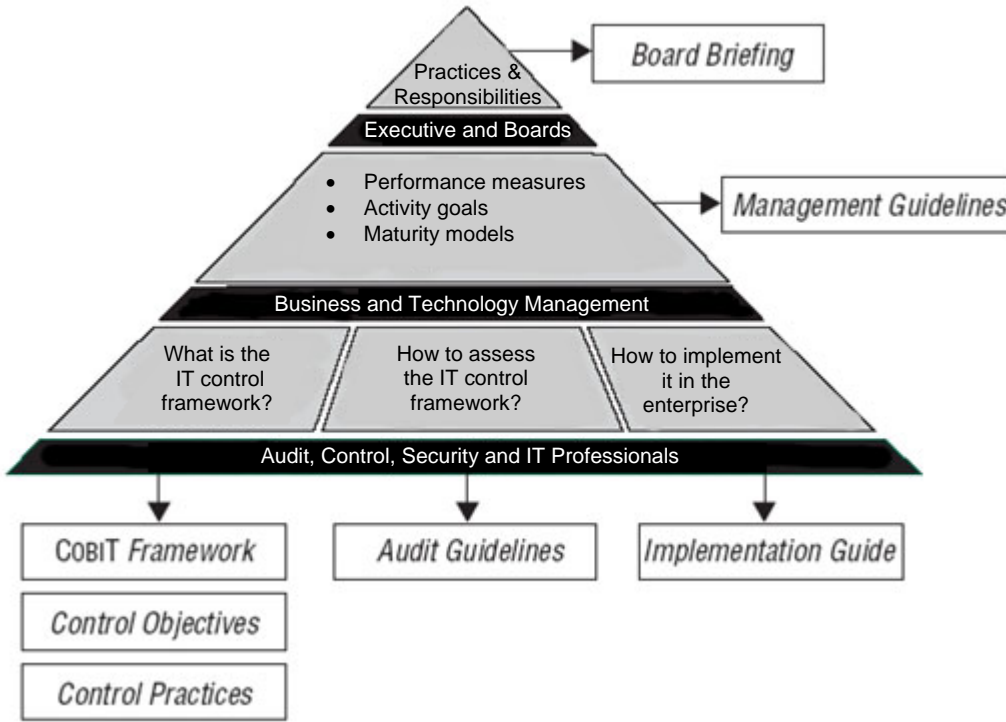 Practices &
Responsibilities
Board Briefing
Executive and Boards
• Performance measures
• Activity goals
• Maturity models
Management Guidelines
Business and Technology Management
What is the
IT control
framework?
How to assess
the IT control
framework?
How to implement
it in the
enterprise?
Audit, Control, Security and IT Professionals
COBIT Framework
Control Objectives
Control Practices
Audit Guidelines
Implementation Guide